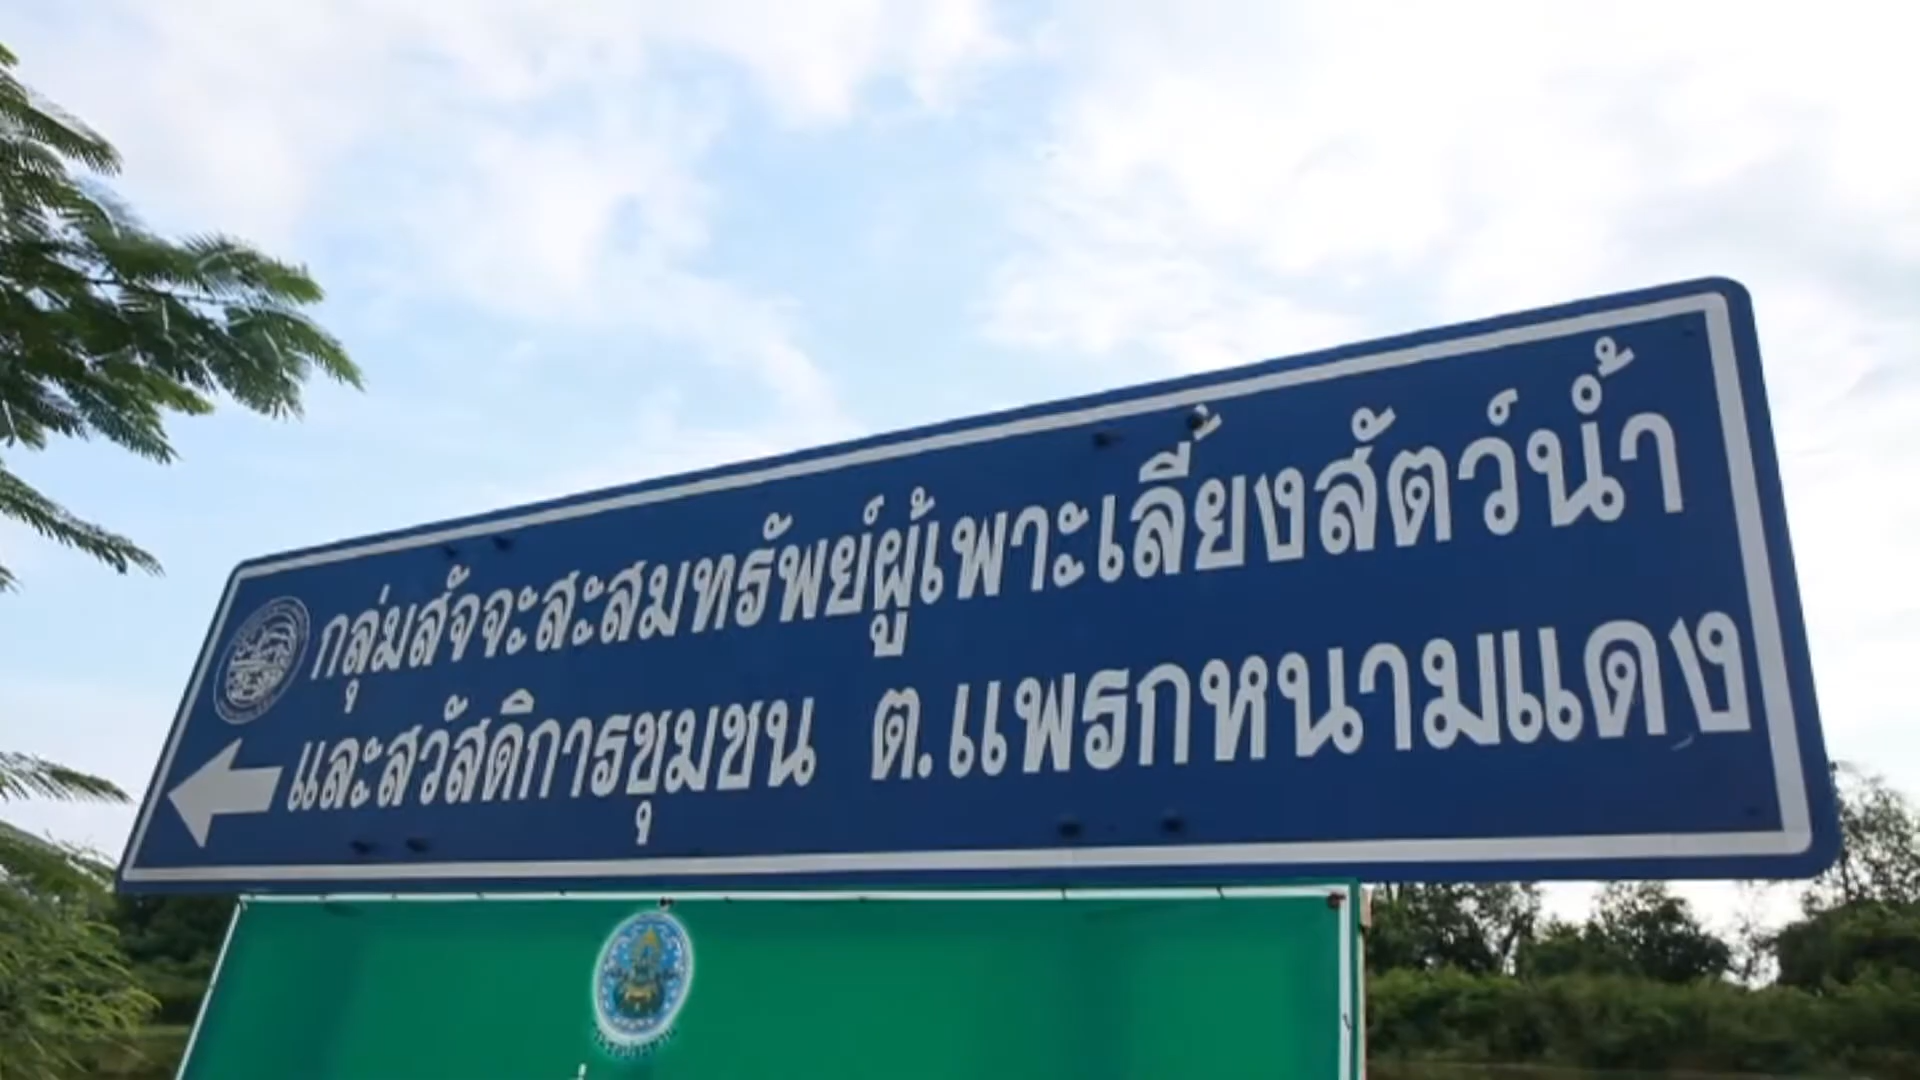 กลุ่มสัจจะสะสมทรัพย์ผู้เพาะเลี้ยงสัตว์น้ำ
และสวัสดิการชุมชน ต.แพรกหนามแดง